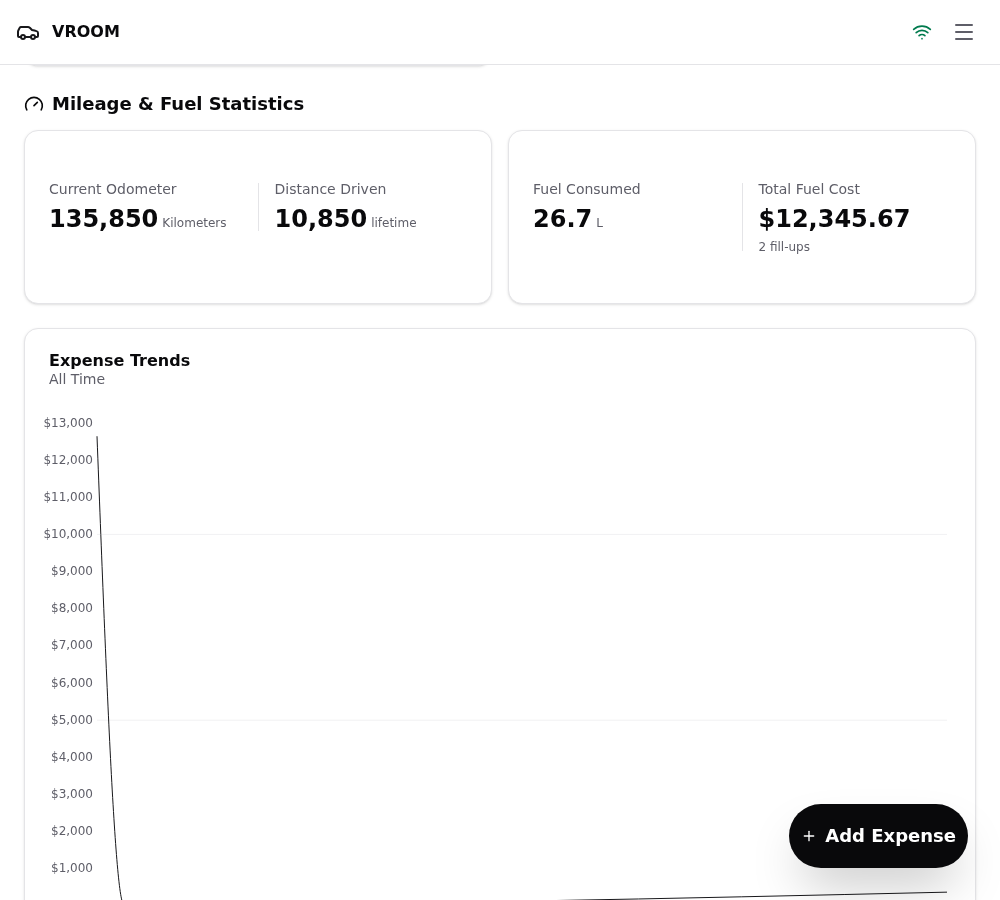 VROOM
Mileage & Fuel Statistics
Current Odometer
135,850 Kilometers
Distance Driven
10,850 lifetime
Fuel Consumed
26.7 L
Total Fuel Cost
$12,345.67
2 fill-ups
Expense Trends
All Time
$13,000
$12,000
$11,000
$10,000
$9,000
$8,000
$7,000
$6,000
$5,000
$4,000
$3,000
$2,000
$1,000
+ Add Expense